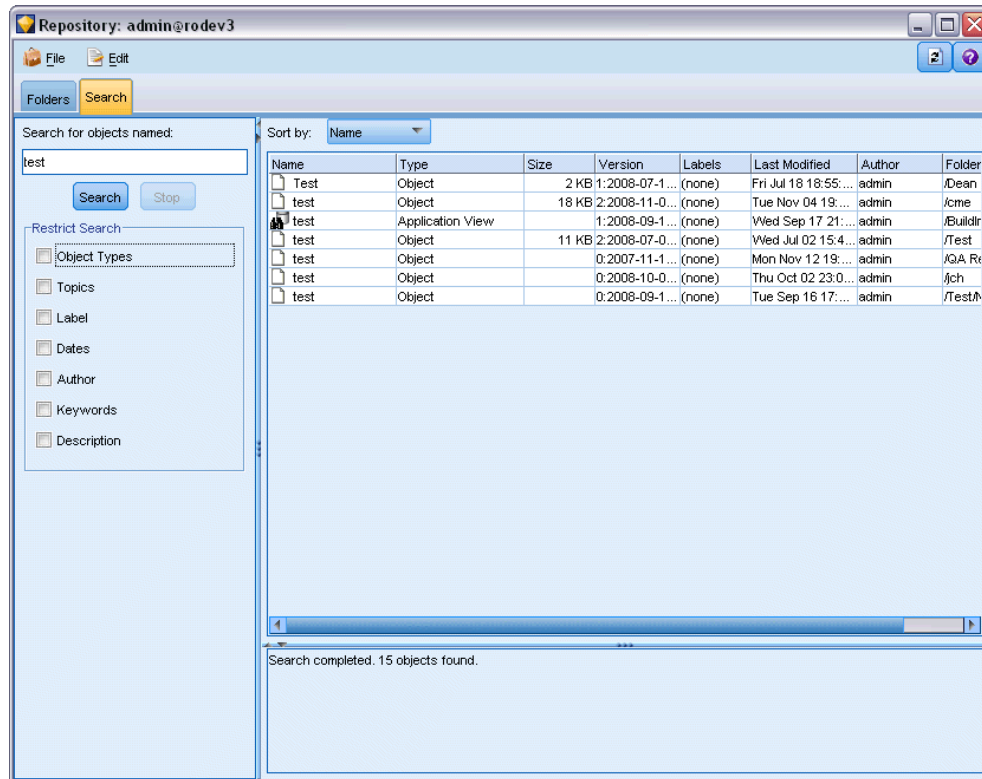 Repository: admin@rodev3
File Edit
Folders Search
Search for objects named:
test
Search Stop
Restrict Search
Object Types
Topics
Label
Dates
Author
Keywords
Description
Sort by: Name
Name Type Size Version Labels Last Modified Author Folder
Test Object 2 KB 1:2008-07-1... (none) Fri Jul 18 18:55:... admin /Dean
test Object 18 KB 2:2008-11-0... (none) Tue Nov 04 19:... admin /cme
test Application View 1:2008-09-1... (none) Wed Sep 17 21:... admin /BuildIn
test Object 11 KB 2:2008-07-0... (none) Wed Jul 02 15:4... admin /Test
test Object 0:2007-11-1... (none) Mon Nov 12 19:... admin /QA Re
test Object 0:2008-10-0... (none) Thu Oct 02 23:0... admin /jch
test Object 0:2008-09-1... (none) Tue Sep 16 17:... admin /Test/N
Search completed. 15 objects found.